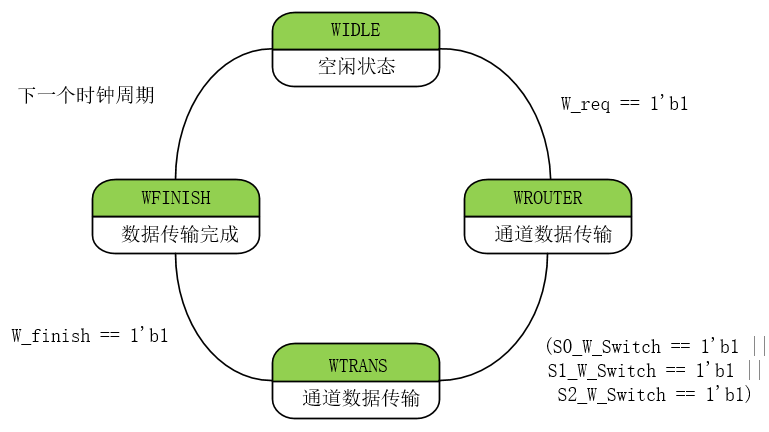 WIDLE
空闲状态
下一个时钟周期
W_req == 1'b1
WFINISH
数据传输完成
WROUTER
通道数据传输
W_finish == 1'b1
WTRANS
通道数据传输
(S0_W_Switch == 1'b1 ||
S1_W_Switch == 1'b1 ||
S2_W_Switch == 1'b1)